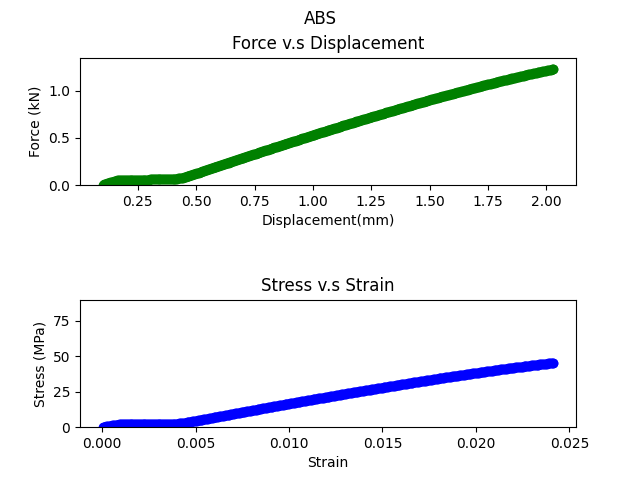 ABS
Force v.s Displacement
Force (kN)
1.0
0.5
0.0
0.25 0.50 0.75 1.00 1.25 1.50 1.75 2.00
Displacement(mm)
Stress v.s Strain
Stress (MPa)
75
50
25
0
0.000 0.005 0.010 0.015 0.020 0.025
Strain